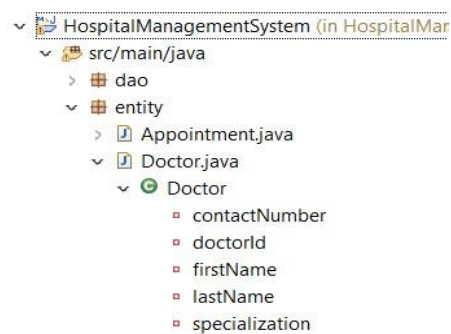 HospitalManagementSystem (in HospitalMar
src/main/java
dao
entity
Appointment.java
Doctor.java
Doctor
contactNumber
doctorId
firstName
lastName
specialization